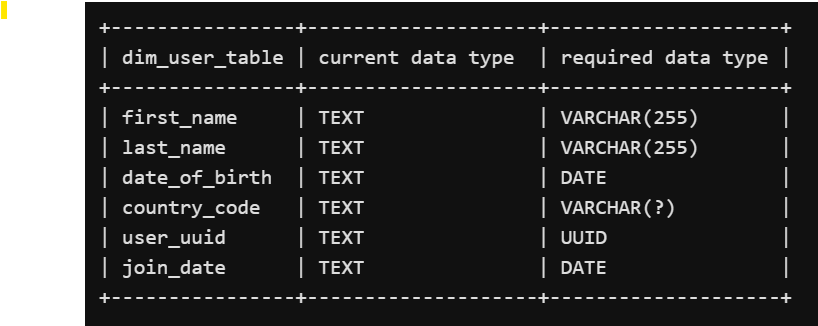 +----------------+--------------------+--------------------+
| dim_user_table | current data type  | required data type |
+----------------+--------------------+--------------------+
| first_name     | TEXT               | VARCHAR(255)       |
| last_name      | TEXT               | VARCHAR(255)       |
| date_of_birth  | TEXT               | DATE               |
| country_code   | TEXT               | VARCHAR(?)         |
| user_uuid      | TEXT               | UUID               |
| join_date      | TEXT               | DATE               |
+----------------+--------------------+--------------------+